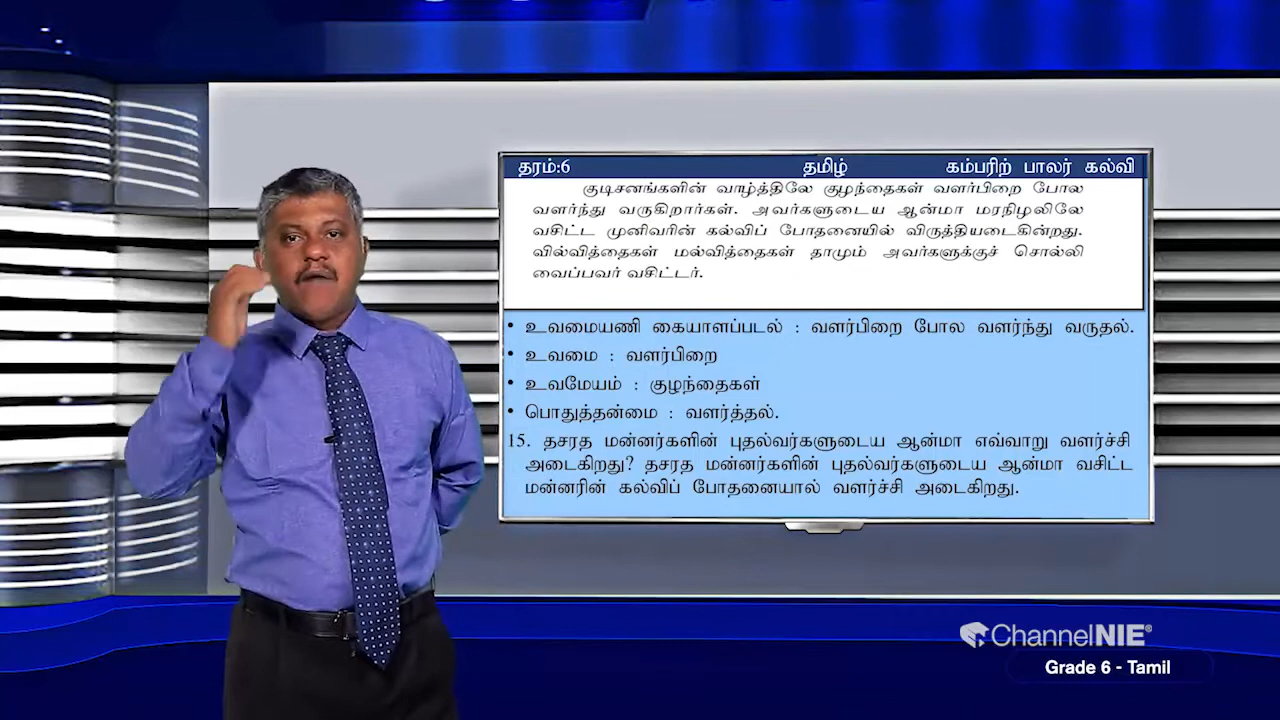 தரம்:6 தமிழ் கம்பரிற் பாலர் கல்வி
குடிசனங்களின் வாழ்த்திலே குழந்தைகள் வளர்பிறை போல
வளர்ந்து வருகிறார்கள். அவர்களுடைய ஆன்மா மரநிழலிலே
வசிட்ட முனிவரின் கல்விப் போதனையில் விருத்தியடைகின்றது.
வில்வித்தைகள் மல்வித்தைகள் தாமும் அவர்களுக்குச் சொல்லி
வைப்பவர் வசிட்டர்.
• உவமையணி கையாளப்படல் : வளர்பிறை போல வளர்ந்து வருதல்.
• உவமை : வளர்பிறை
• உவமேயம் : குழந்தைகள்
• பொதுத்தன்மை : வளர்த்தல்.
15. தசரத மன்னர்களின் புதல்வர்களுடைய ஆன்மா எவ்வாறு வளர்ச்சி
அடைகிறது? தசரத மன்னர்களின் புதல்வர்களுடைய ஆன்மா வசிட்ட
மன்னரின் கல்விப் போதனையால் வளர்ச்சி அடைகிறது.
ChannelNIE®
Grade 6 - Tamil